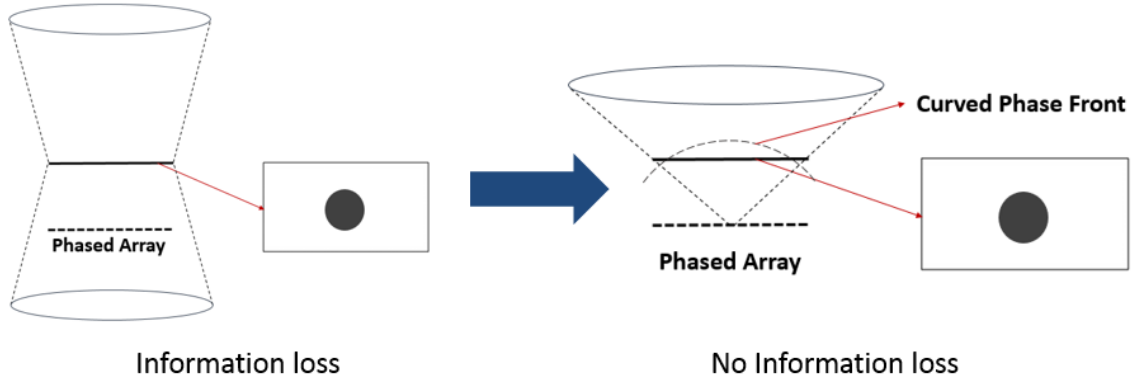 Phased Array
Information loss
Curved Phase Front
Phased Array
No Information loss